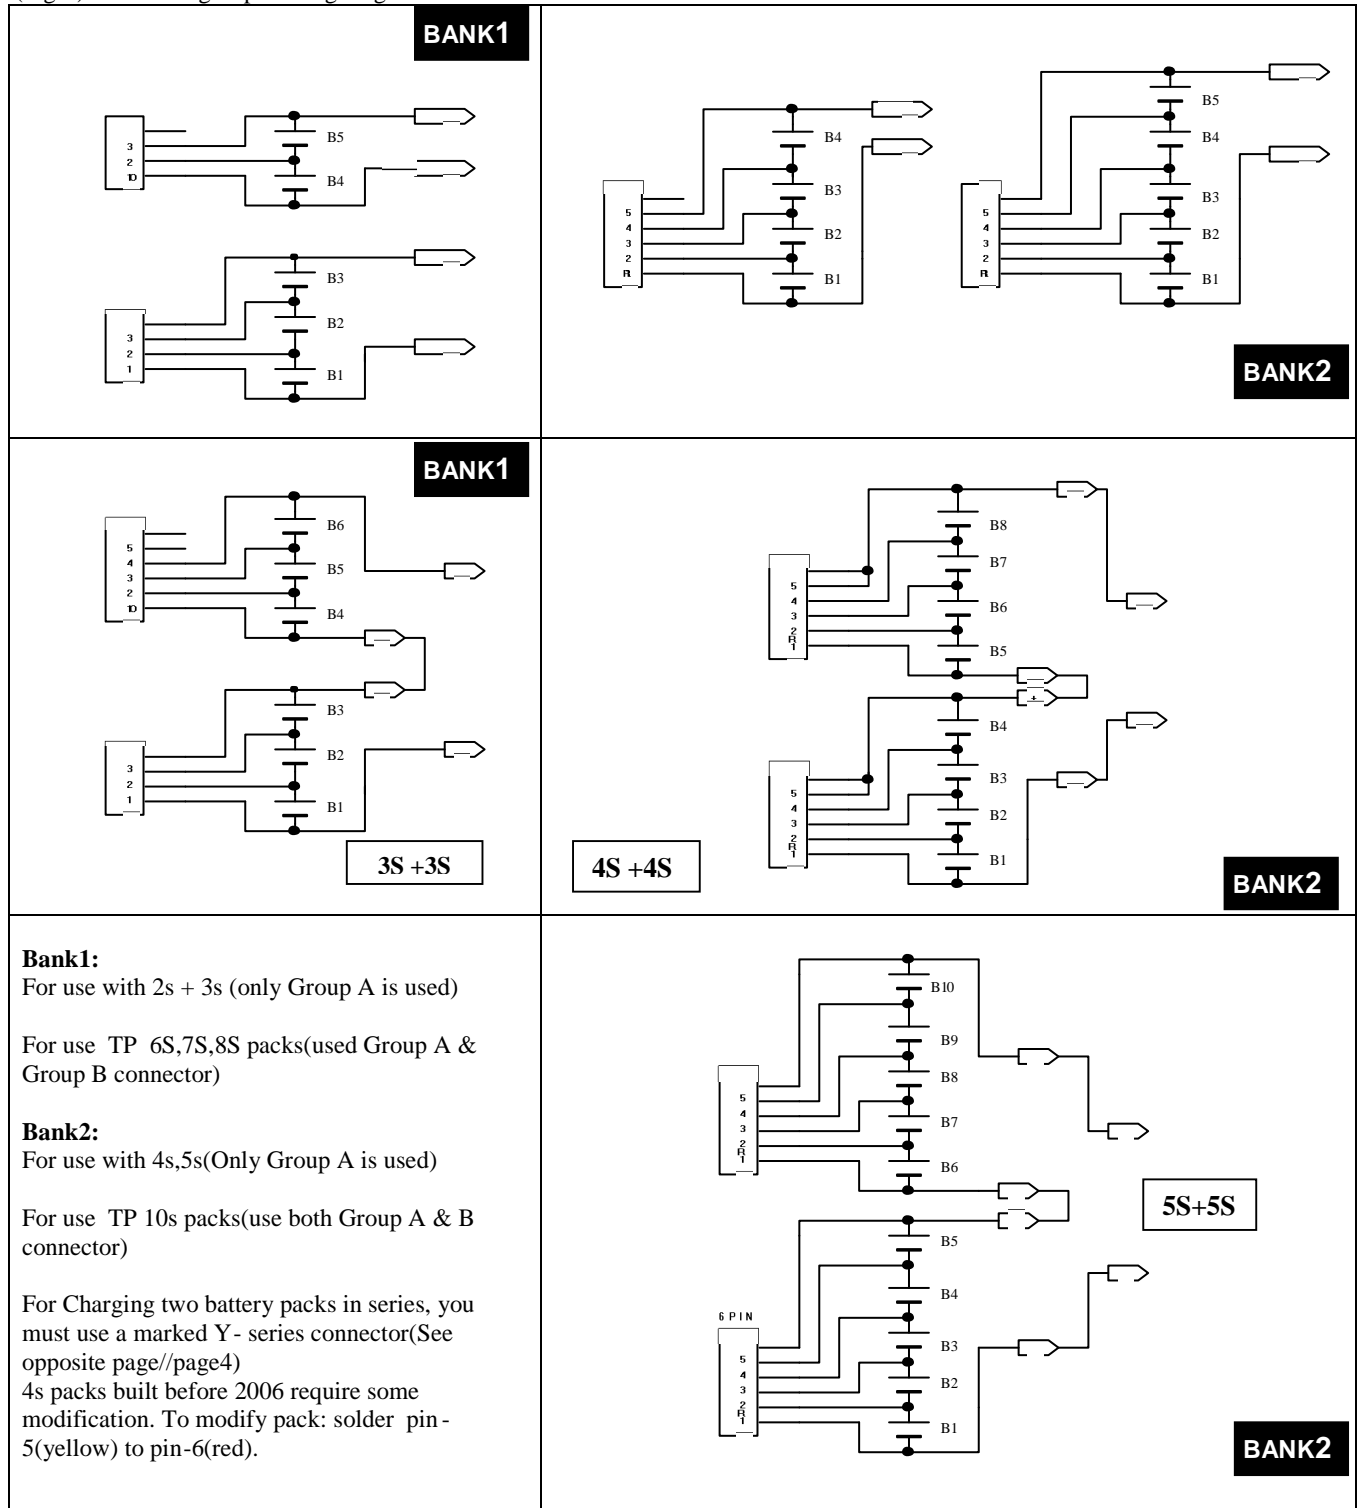 BANK1
B5
B4
3
2
10
B3
B2
B1
3
2
1
B4
B3
B2
B1
5
4
3
2
R1
B5
B4
B3
B2
B1
5
4
3
2
R1
BANK2
BANK1
B6
B5
B4
5
4
3
2
10
B3
B2
B1
3
2
1
3S +3S
B8
B7
B6
B5
5
4
3
2
R
1
+
B4
B3
B2
B1
5
4
3
2
R
1
4S +4S
BANK2
Bank1:
For use with 2s + 3s (only Group A is used)
For use TP 6S,7S,8S packs(used Group A &
Group B connector)
Bank2:
For use with 4s,5s(Only Group A is used)
For use TP 10s packs(use both Group A & B
connector)
For Charging two battery packs in series, you
must use a marked Y- series connector(See
opposite page//page4)
4s packs built before 2006 require some
modification. To modify pack: solder pin-
5(yellow) to pin-6(red).
B10
B9
B8
B7
B6
5
4
3
2
R
1
5S+5S
B5
B4
B3
B2
B1
6 PIN
5
4
3
2
R
1
BANK2